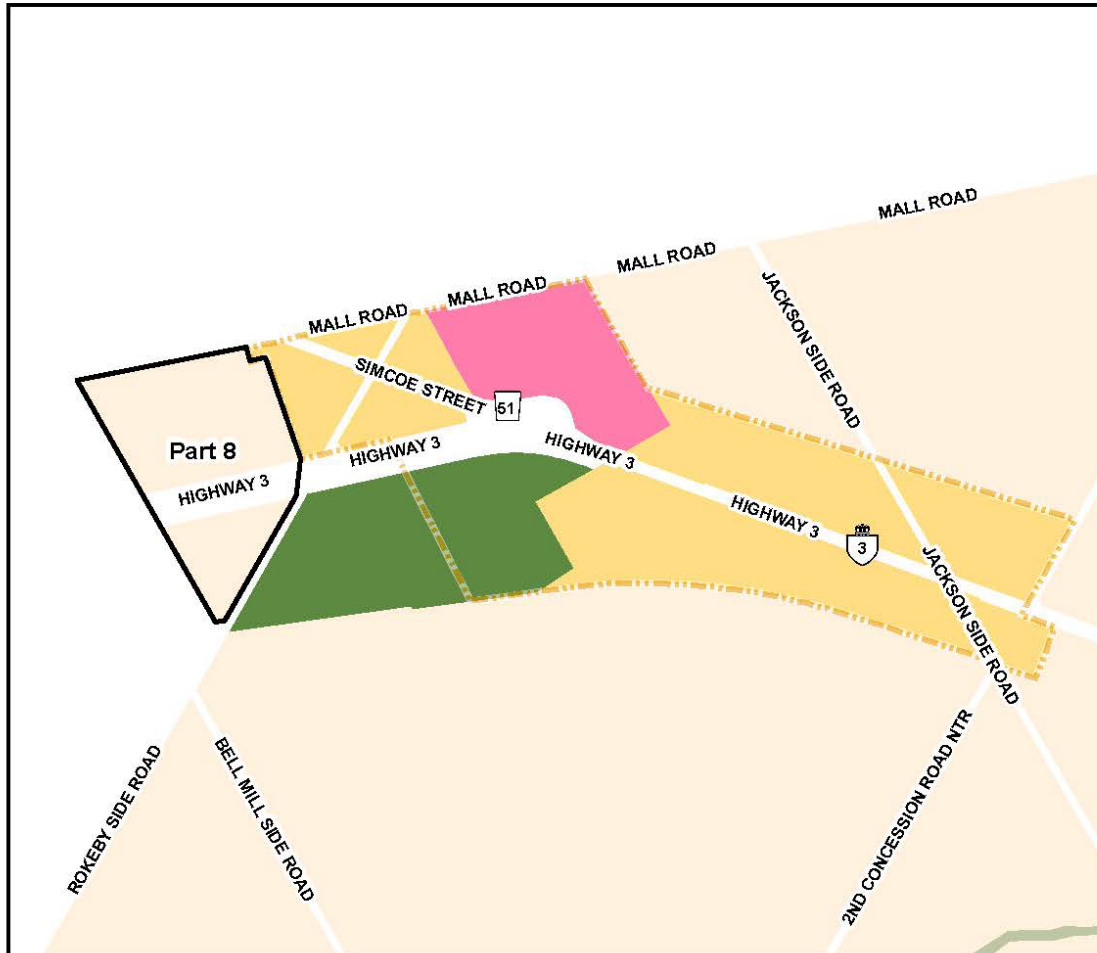 MALL ROAD
MALL ROAD
JACKSON SIDE ROAD
MALL ROAD
MALL ROAD
SIMCOE STREET
51
Part 8
HIGHWAY 3
HIGHWAY 3
HIGHWAY 3
HIGHWAY 3
3
JACKSON SIDE ROAD
ROKEBY SIDE ROAD
BELL MILL SIDE ROAD
2ND CONCESSION ROAD NTR